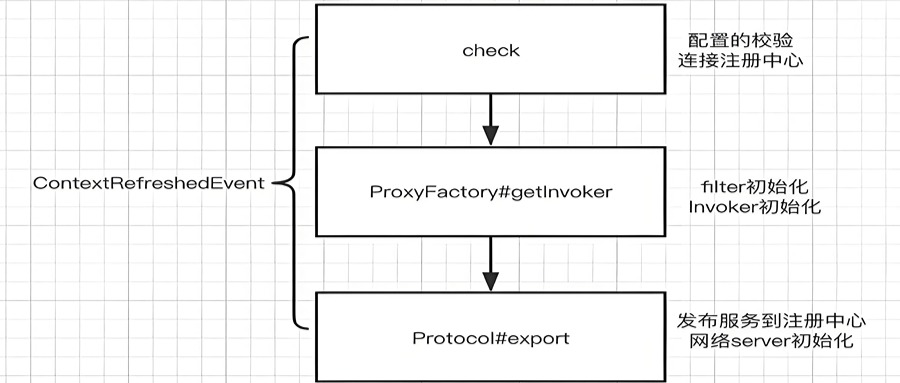 check
配置的校验
连接注册中心
ContextRefreshedEvent
ProxyFactory#getInvoker
filter初始化
Invoker初始化
Protocol#export
发布服务到注册中心
网络server初始化